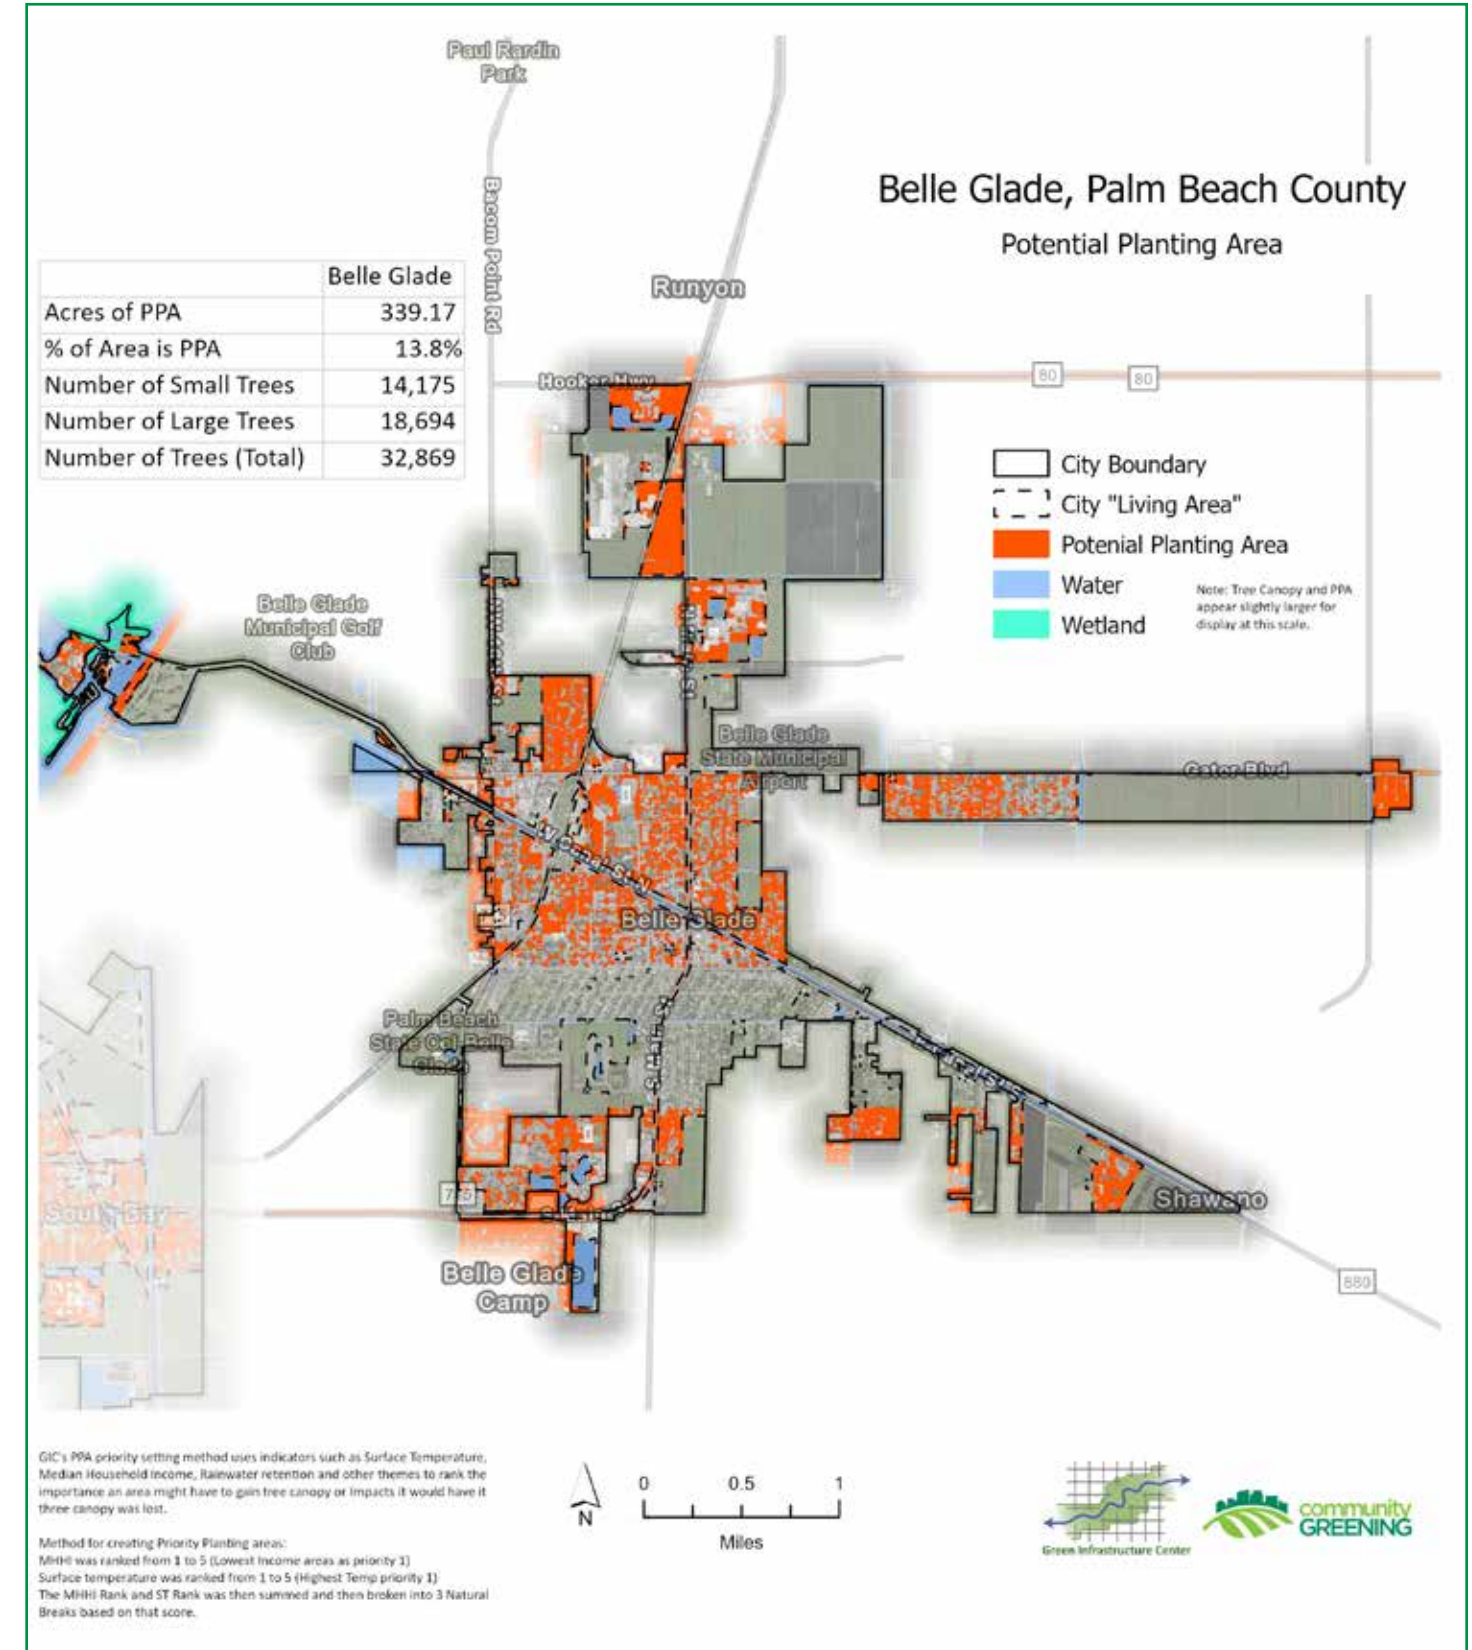 Paul Rardin
Park
Bacom Point Rd
Belle Glade, Palm Beach County
Potential Planting Area
Runyon
Belle Glade
Acres of PPA 339.17
% of Area is PPA 13.8%
Number of Small Trees 14,175
Number of Large Trees 18,694
Number of Trees (Total) 32,869
Hooker Hwy
80
80
City Boundary
City "Living Area"
Potenial Planting Area
Water
Wetland
Note: Tree Canopy and PPA
appear slightly larger for
display at this scale.
Belle Glade
Municipal Golf
Club
Belle Glade
State Municipal
Airport
Gator Blvd
W Canal St N
Belle Glade
Palm Beach
State Col-Belle
Glade
S Main St
Shawano
South Bay
Belle Glade
Camp
880
GIC's PPA priority setting method uses indicators such as Surface Temperature,
Median Household Income, Rainwater retention and other themes to rank the
importance an area might have to gain tree canopy or impacts it would have it
three canopy was lost.
Method for creating Priority Planting areas:
MHHI was ranked from 1 to 5 (Lowest Income areas as priority 1)
Surface temperature was ranked from 1 to 5 (Highest Temp priority 1)
The MHHI Rank and ST Rank was then summed and then broken into 3 Natural
Breaks based on that score.
N
0 0.5 1
Miles
Green Infrastructure Center
community
GREENING